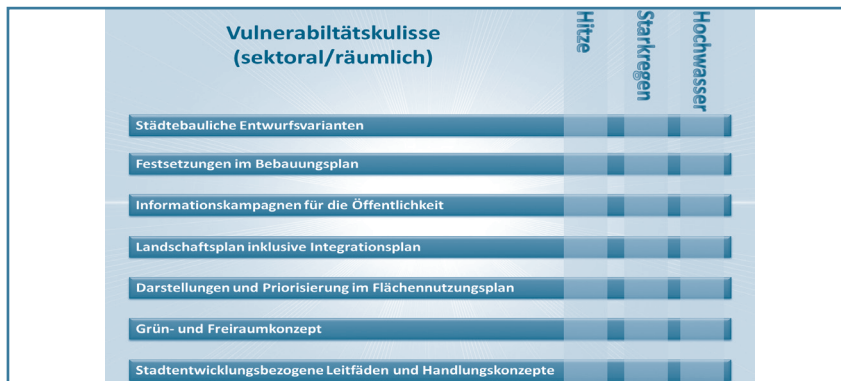 Vulnerabiltätskulisse
(sektoral/räumlich)
Hitze
Starkregen
Hochwasser
Städtebauliche Entwurfsvarianten
Festsetzungen im Bebauungsplan
Informationskampagnen für die Öffentlichkeit
Landschaftsplan inklusive Integrationsplan
Darstellungen und Priorisierung im Flächennutzungsplan
Grün- und Freiraumkonzept
Stadtentwicklungsbezogene Leitfäden und Handlungskonzepte